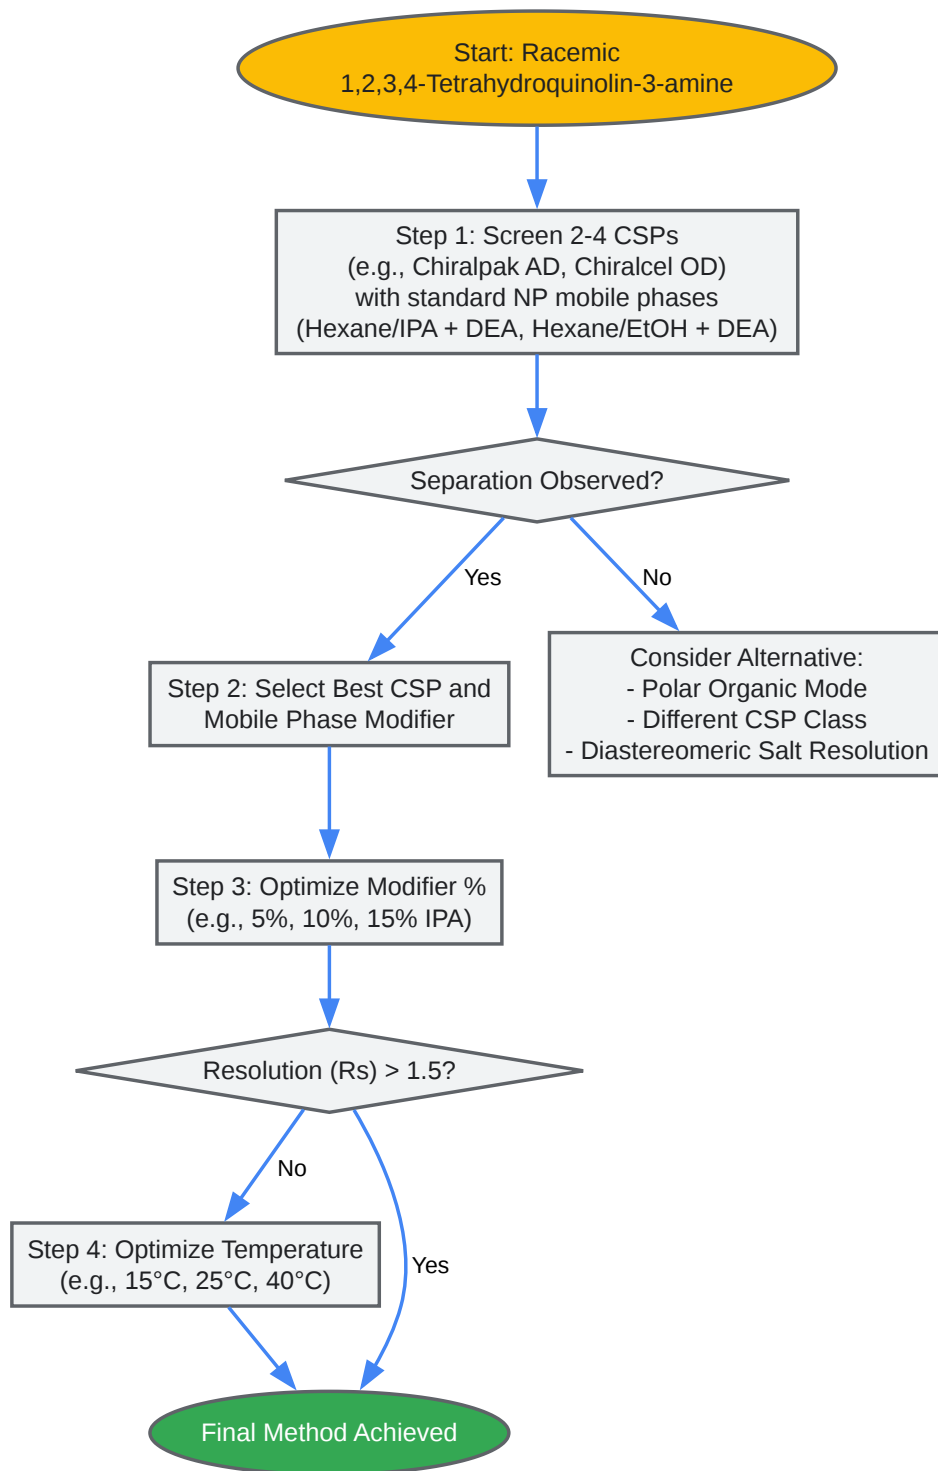 Start: Racemic
1,2,3,4-Tetrahydroquinolin-3-amine
Step 1: Screen 2-4 CSPs
(e.g., Chiralpak AD, Chiralcel OD)
with standard NP mobile phases
(Hexane/IPA + DEA, Hexane/EtOH + DEA)
Separation Observed?
Yes
No
Step 2: Select Best CSP and
Mobile Phase Modifier
Consider Alternative:
- Polar Organic Mode
- Different CSP Class
- Diastereomeric Salt Resolution
Step 3: Optimize Modifier %
(e.g., 5%, 10%, 15% IPA)
Resolution (Rs) > 1.5?
No
Yes
Step 4: Optimize Temperature
(e.g., 15°C, 25°C, 40°C)
Final Method Achieved